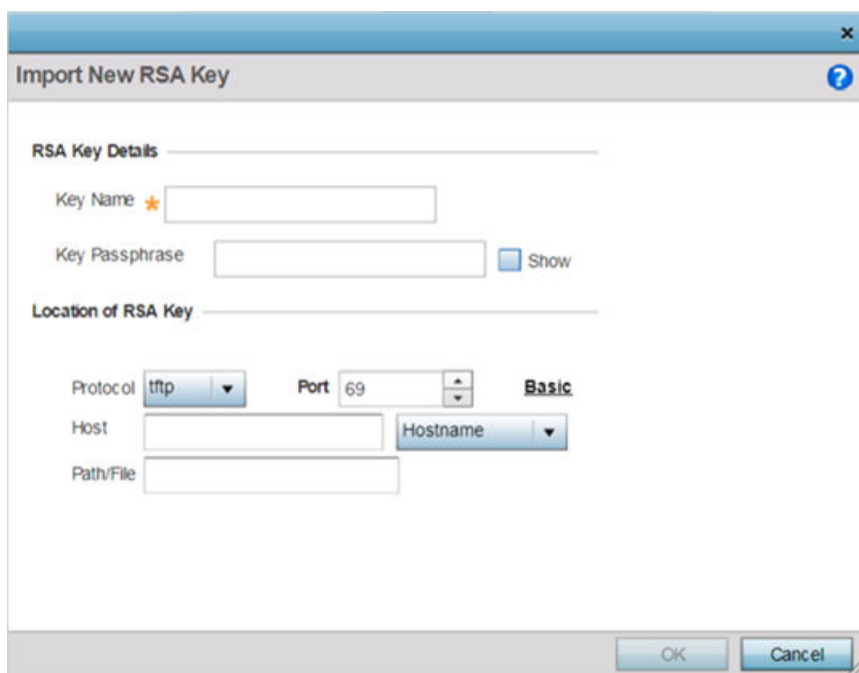 ×
Import New RSA Key ?
RSA Key Details
Key Name *
Key Passphrase Show
Location of RSA Key
Protocol tftp Port 69 Basic
Host Hostname
Path/File
OK Cancel